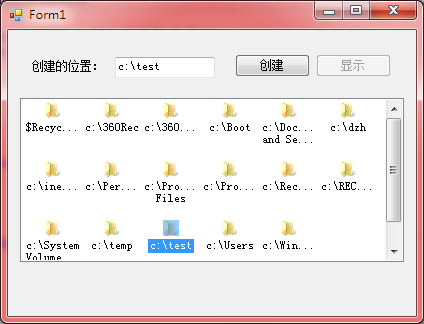 Form1
创建的位置： c:\test 创建 显示
$Recyc... c:\360Rec c:\360... c:\Boot c:\Doc... c:\dzh
and Se...
c:\ine... c:\Per... c:\Pro... c:\Pro... c:\Rec... c:\REC...
Files
c:\System c:\temp c:\test c:\Users c:\Win...
Volume